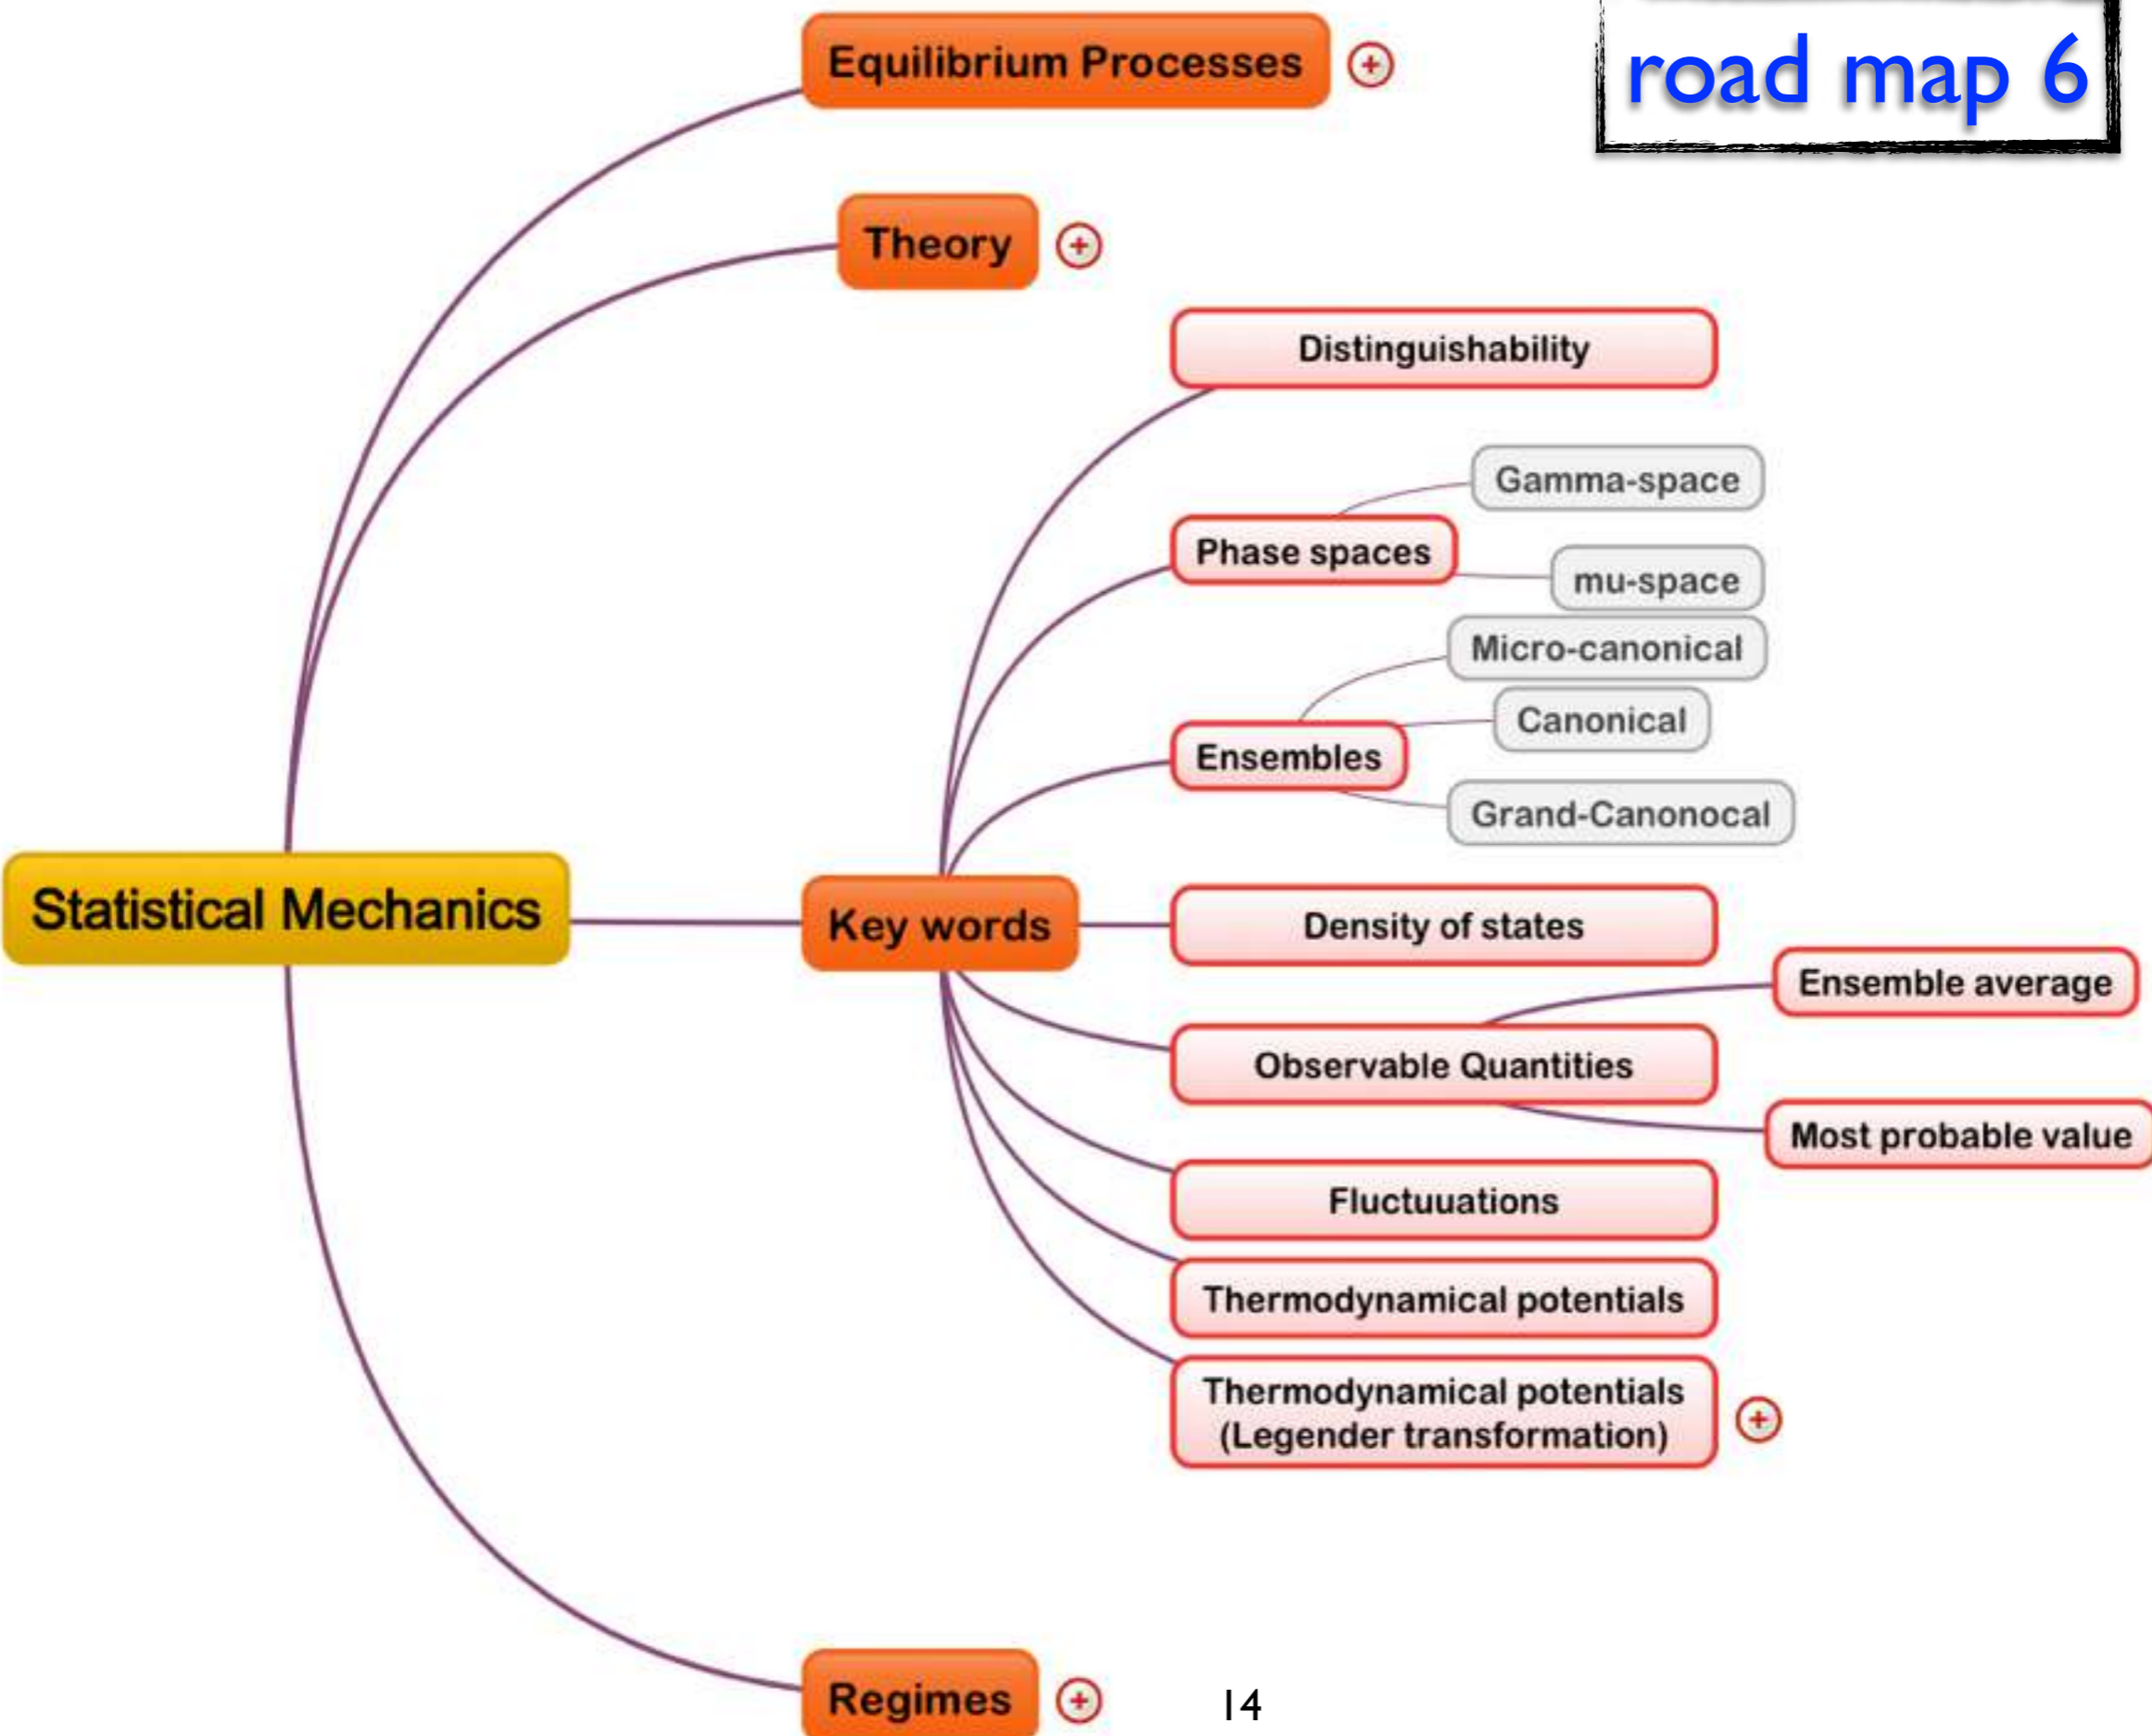 road map 6
Equilibrium Processes
Theory
Distinguishability
Gamma-space
Phase spaces
mu-space
Micro-canonical
Canonical
Ensembles
Grand-Canonocal
Statistical Mechanics
Key words
Density of states
Ensemble average
Observable Quantities
Most probable value
Fluctuuations
Thermodynamical potentials
Thermodynamical potentials
(Legender transformation)
Regimes
14